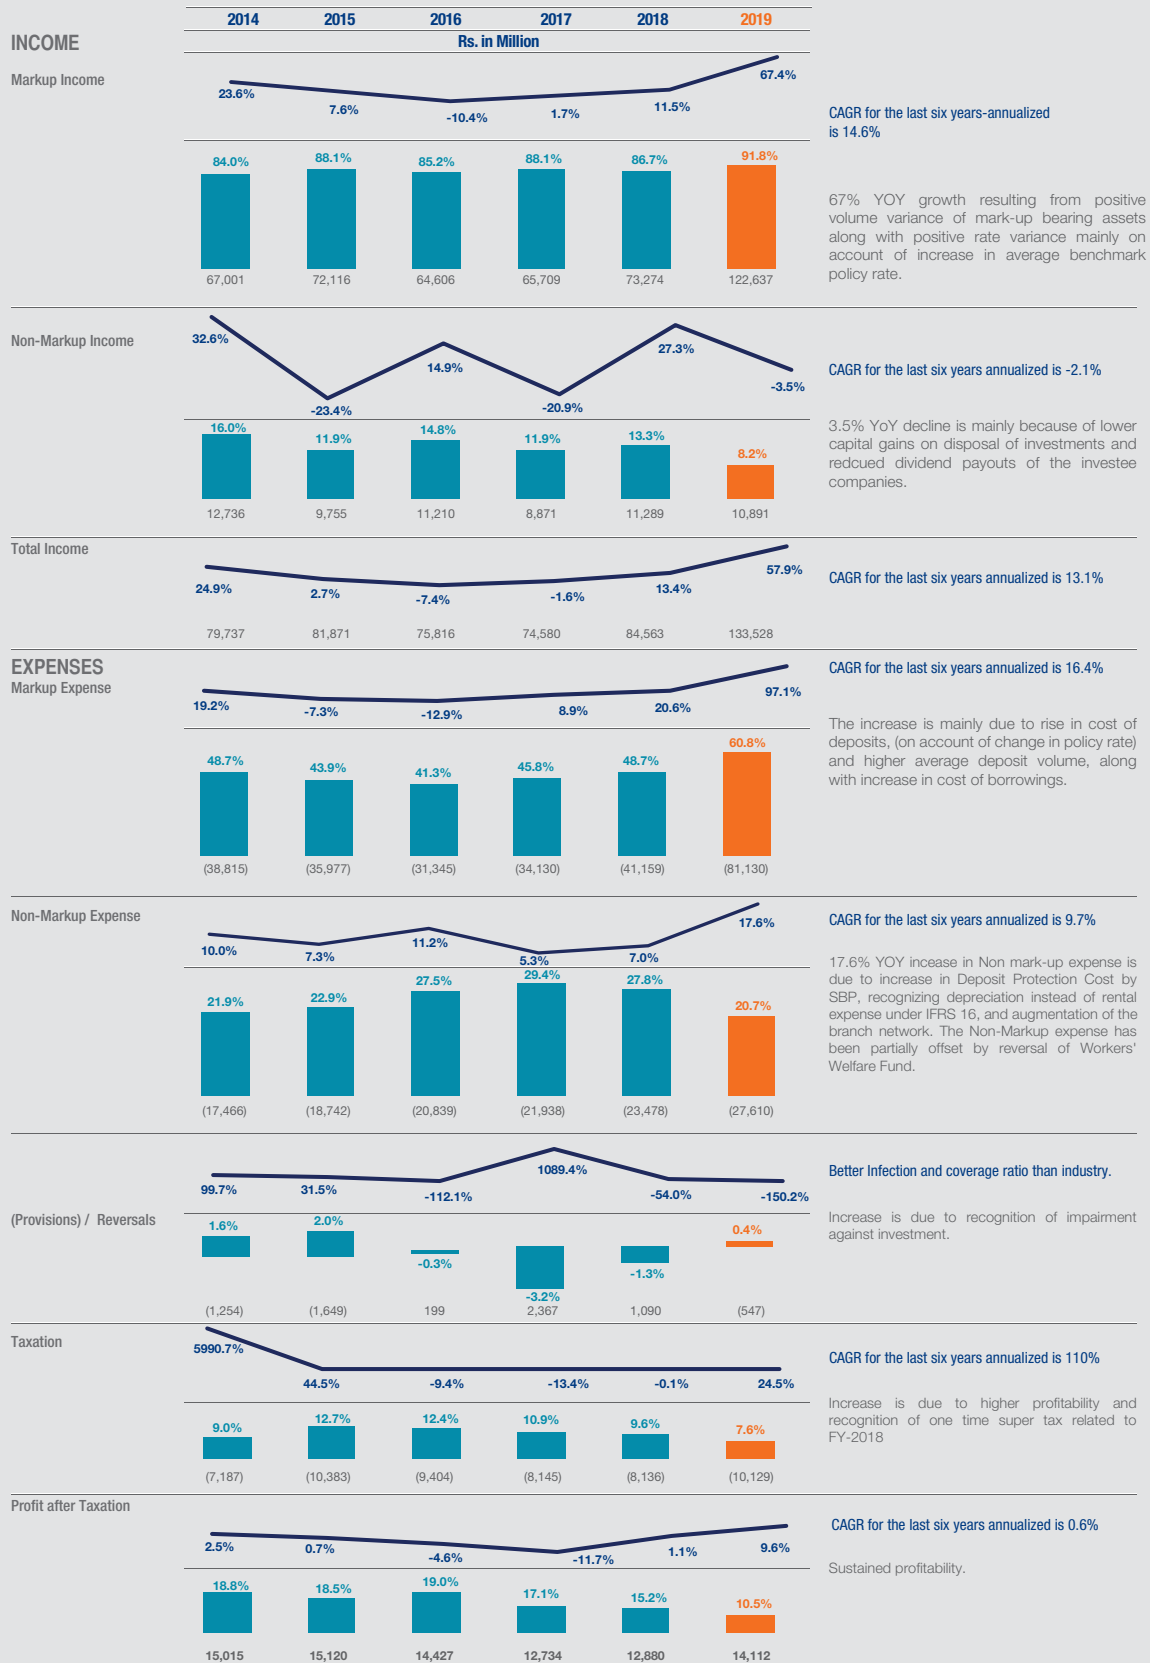 2014 2015 2016 2017 2018 2019
INCOME
Rs. in Million
Markup Income
23.6% 7.6% -10.4% 1.7% 11.5% 67.4%
CAGR for the last six years-annualized
is 14.6%
84.0% 88.1% 85.2% 88.1% 86.7% 91.8%
67% YOY growth resulting from positive
volume variance of mark-up bearing assets
along with positive rate variance mainly on
account of increase in average benchmark
policy rate.
67,001 72,116 64,606 65,709 73,274 122,637
Non-Markup Income
32.6% -23.4% 14.9% -20.9% 27.3% -3.5%
CAGR for the last six years annualized is -2.1%
16.0% 11.9% 14.8% 11.9% 13.3% 8.2%
3.5% YoY decline is mainly because of lower
capital gains on disposal of investments and
redcued dividend payouts of the investee
companies.
12,736 9,755 11,210 8,871 11,289 10,891
Total Income
24.9% 2.7% -7.4% -1.6% 13.4% 57.9%
CAGR for the last six years annualized is 13.1%
79,737 81,871 75,816 74,580 84,563 133,528
EXPENSES
Markup Expense
19.2% -7.3% -12.9% 8.9% 20.6% 97.1%
CAGR for the last six years annualized is 16.4%
48.7% 43.9% 41.3% 45.8% 48.7% 60.8%
The increase is mainly due to rise in cost of
deposits, (on account of change in policy rate)
and higher average deposit volume, along
with increase in cost of borrowings.
(38,815) (35,977) (31,345) (34,130) (41,159) (81,130)
Non-Markup Expense
10.0% 7.3% 11.2% 5.3% 7.0% 17.6%
CAGR for the last six years annualized is 9.7%
21.9% 22.9% 27.5% 29.4% 27.8% 20.7%
17.6% YOY incease in Non mark-up expense is
due to increase in Deposit Protection Cost by
SBP, recognizing depreciation instead of rental
expense under IFRS 16, and augmentation of the
branch network. The Non-Markup expense has
been partially offset by reversal of Workers'
Welfare Fund.
(17,466) (18,742) (20,839) (21,938) (23,478) (27,610)
99.7% 31.5% -112.1% 1089.4% -54.0% -150.2%
Better Infection and coverage ratio than industry.
(Provisions) / Reversals
1.6% 2.0% -0.3% -3.2% -1.3% 0.4%
Increase is due to recognition of impairment
against investment.
(1,254) (1,649) 199 2,367 1,090 (547)
Taxation
5990.7% 44.5% -9.4% -13.4% -0.1% 24.5%
CAGR for the last six years annualized is 110%
9.0% 12.7% 12.4% 10.9% 9.6% 7.6%
Increase is due to higher profitability and
recognition of one time super tax related to
FY-2018
(7,187) (10,383) (9,404) (8,145) (8,136) (10,129)
Profit after Taxation
2.5% 0.7% -4.6% -11.7% 1.1% 9.6%
CAGR for the last six years annualized is 0.6%
18.8% 18.5% 19.0% 17.1% 15.2% 10.5%
Sustained profitability.
15,015 15,120 14,427 12,734 12,880 14,112